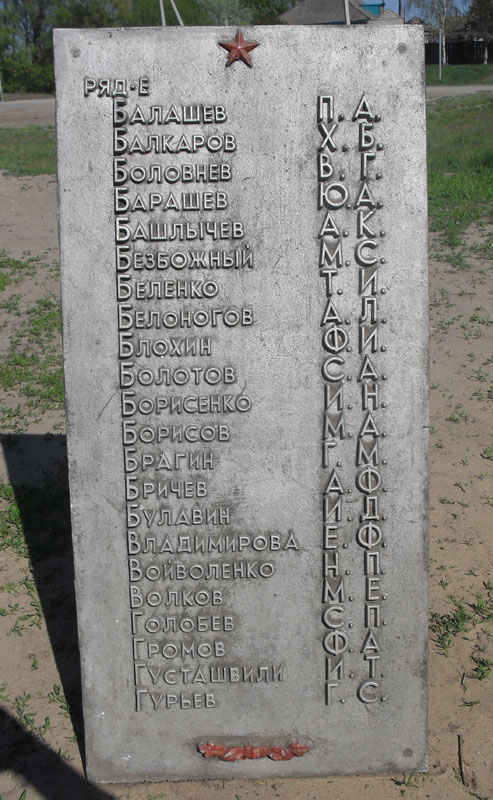 РЯД-Е
БАЛАШЕВ П. Д.
БАЛКАРОВ Х. Б.
БОЛОВНЕВ В. Г.
БАРАШЕВ Ю. А.
БАШЛЫЧЕВ А. К.
БЕЗБОЖНЫЙ М. С.
БЕЛЕНКО Т. И.
БЕЛОНОГОВ А. Л.
БЛОХИН Ф. И.
БОЛОТОВ С. А.
БОРИСЕНКО И. Н.
БОРИСОВ М. А.
БРАГИН Г. М.
БРИЧЕВ А. Ф.
БУЛАВИН И. Д.
ВЛАДИМИРОВА Е. Ф.
ВОЙВОЛЕНКО Н. П.
ВОЛКОВ М. Е.
ГОЛОБЕВ С. П.
ГРОМОВ Ф. А.
ГУСТАШВИЛИ И. Т.
ГУРЬЕВ Г. С.